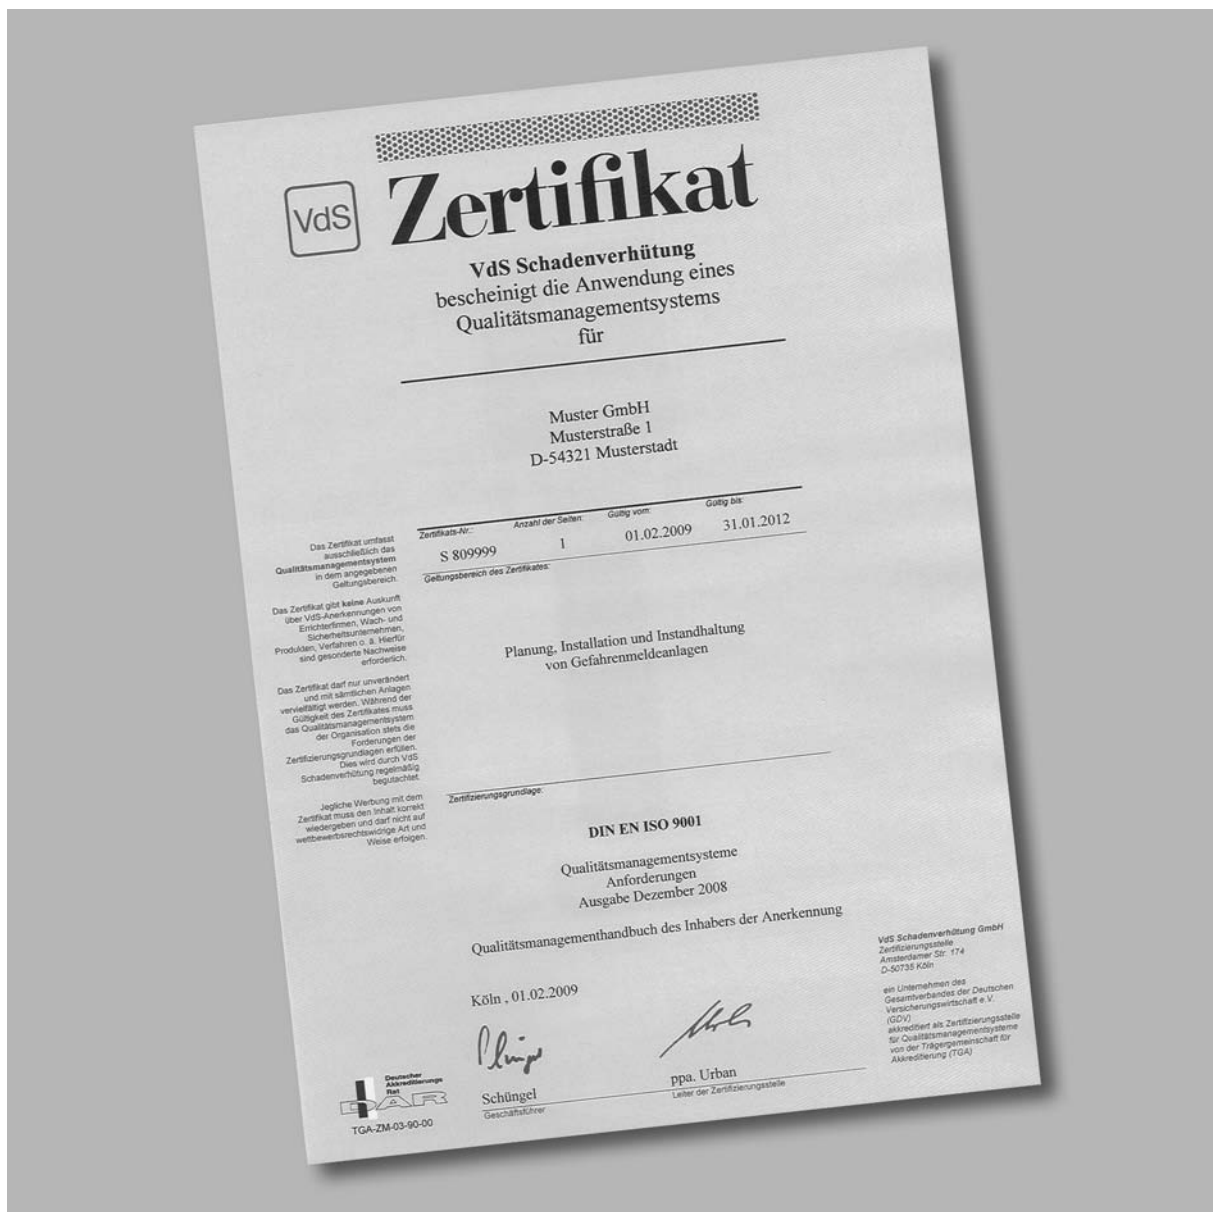 VdS
Zertifikat
VdS Schadenverhütung
bescheinigt die Anwendung eines
Qualitätsmanagementsystems
für
Muster GmbH
Musterstraße 1
D-54321 Musterstadt
Zertifikats-Nr.: Anzahl der Seiten: Gültig vom: Gültig bis:
S 809999 1 01.02.2009 31.01.2012
Geltungsbereich des Zertifikates:
Planung, Installation und Instandhaltung
von Gefahrenmeldeanlagen
Das Zertifikat umfasst
ausschließlich das
Qualitätsmanagementsystem
in dem angegebenen
Geltungsbereich.
Das Zertifikat gibt keine Auskunft
über VdS-Anerkennungen von
Errichterfirmen, Wach- und
Sicherheitsunternehmen,
Produkten, Verfahren o. ä. Hierfür
sind gesonderte Nachweise
erforderlich.
Das Zertifikat darf nur unverändert
und mit sämtlichen Anlagen
vervielfältigt werden. Während der
Gültigkeit des Zertifikates muss
das Qualitätsmanagementsystem
der Organisation stets die
Forderungen der
Zertifizierungsgrundlagen erfüllen.
Dies wird durch VdS
Schadenverhütung regelmäßig
begutachtet.
Jegliche Werbung mit dem
Zertifikat muss den Inhalt korrekt
wiedergeben und darf nicht auf
wettbewerbsrechtswidrige Art und
Weise erfolgen.
Zertifizierungsgrundlage:
DIN EN ISO 9001
Qualitätsmanagementsysteme
Anforderungen
Ausgabe Dezember 2008
Qualitätsmanagementhandbuch des Inhabers der Anerkennung
Köln , 01.02.2009
Schüngel
Geschäftsführer
ppa. Urban
Leiter der Zertifizierungsstelle
Deutscher
Akkreditierungs
Rat
DAR
TGA-ZM-03-90-00
VdS Schadenverhütung GmbH
Zertifizierungsstelle
Amsterdamer Str. 174
D-50735 Köln
ein Unternehmen des
Gesamtverbandes der Deutschen
Versicherungswirtschaft e.V.
(GDV)
akkreditiert als Zertifizierungsstelle
für Qualitätsmanagementsysteme
von der Trägergemeinschaft für
Akkreditierung (TGA)